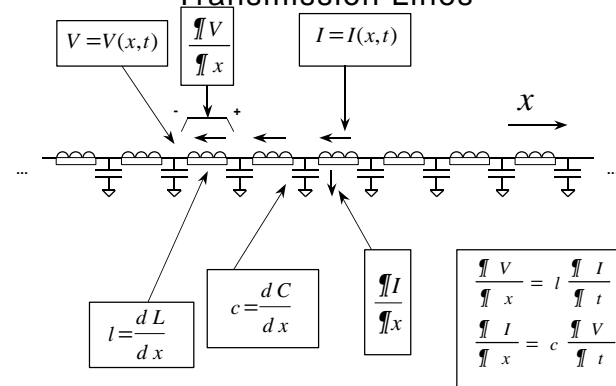 Transmission Lines
V = V(x,t)
¶V
¶x
I = I(x,t)
- +
x
... ...
l = dL
dx
c = dC
dx
¶I
¶x
¶V
¶x = l ¶I
¶t
¶I
¶x = c ¶V
¶t